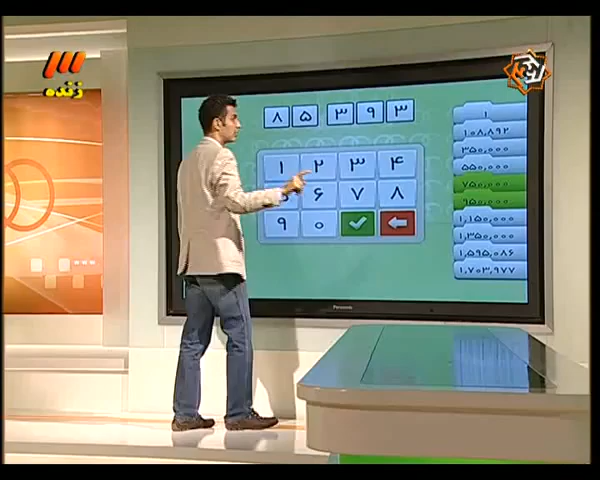 زنده
۸ ۵ ۳ ۹ ۳
۱ ۲ ۳ ۴
۶ ۷ ۸
۹ ۰
۱
۱۰۸,۸۹۲
۳۵۰,۰۰۰
۵۵۰,۰۰۰
۷۵۰,۰۰۰
۹۵۰,۰۰۰
۱,۱۵۰,۰۰۰
۱,۳۵۰,۰۰۰
۱,۵۹۵,۰۸۶
۱,۷۰۳,۹۷۷
Panasonic